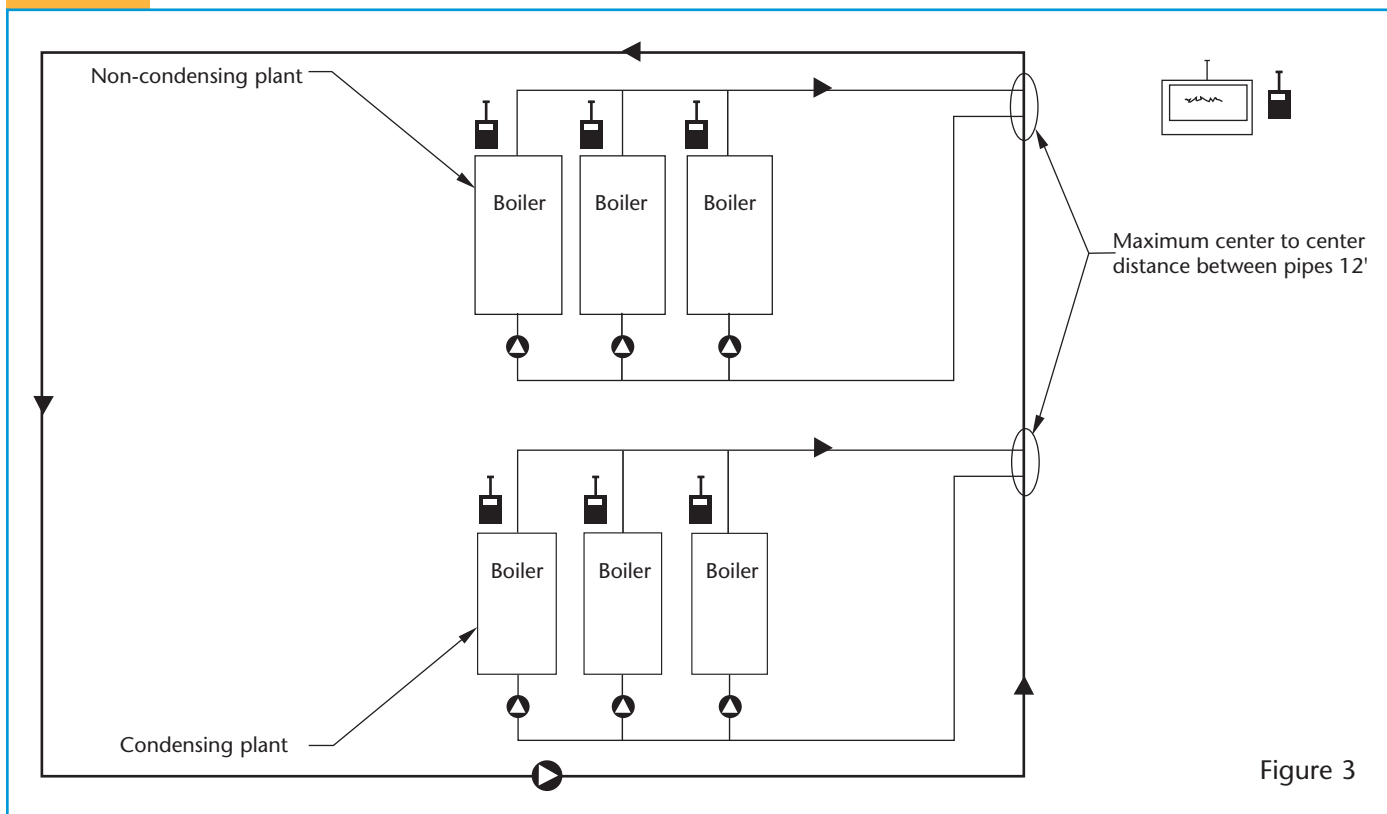 Non-condensing plant
Boiler
Boiler
Boiler
Maximum center to center
distance between pipes 12'
Boiler
Boiler
Boiler
Condensing plant
Figure 3